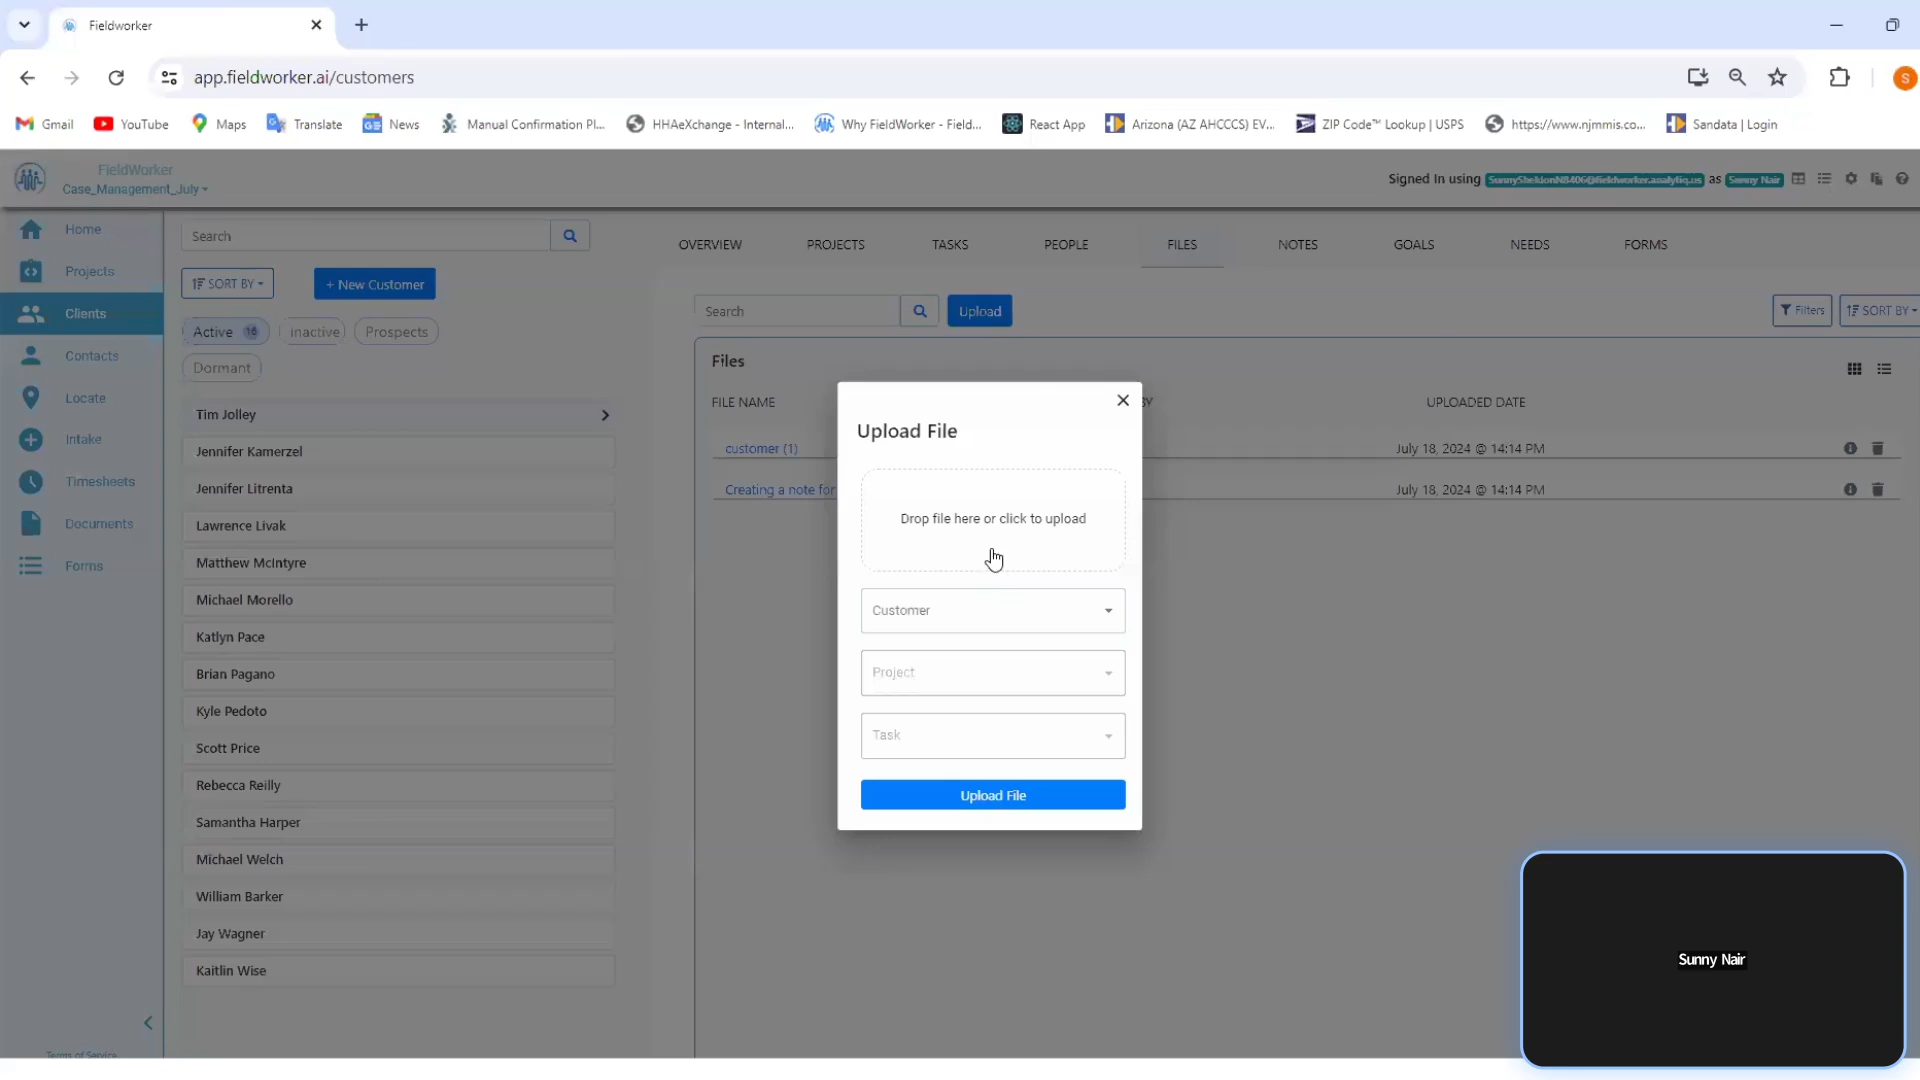 Fieldworker
app.fieldworker.ai/customers
S
Gmail
YouTube
Maps
Translate
News
Manual Confirmation Pl...
HHAeXchange - Internal...
Why FieldWorker - Field...
React App
Arizona (AZ AHCCCS) EV...
ZIP Code™ Lookup | USPS
https://www.njmmis.co...
Sandata | Login
FieldWorker
Case_Management_July
Signed In using SunnySheldonN8406@fieldworker.analytiq.us as Sunny Nair
Home
Projects
Clients
Contacts
Locate
Intake
Timesheets
Documents
Forms
Terms of Service
Search
SORT BY
+ New Customer
Active 16
inactive
Prospects
Dormant
Tim Jolley
Jennifer Kamerzel
Jennifer Litrenta
Lawrence Livak
Matthew McIntyre
Michael Morello
Katlyn Pace
Brian Pagano
Kyle Pedoto
Scott Price
Rebecca Reilly
Samantha Harper
Michael Welch
William Barker
Jay Wagner
Kaitlin Wise
OVERVIEW
PROJECTS
TASKS
PEOPLE
FILES
NOTES
GOALS
NEEDS
FORMS
Search
Upload
Filters
SORT BY
Files
FILE NAME
BY
UPLOADED DATE
customer (1)
July 18, 2024 @ 14:14 PM
Creating a note for
July 18, 2024 @ 14:14 PM
Upload File
Drop file here or click to upload
Customer
Project
Task
Upload File
Sunny Nair